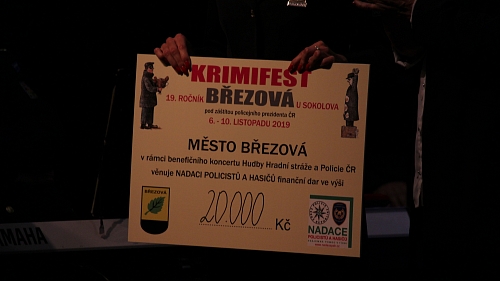 KRIMIFEST
19. ROČNÍK BŘEZOVÁ U SOKOLOVA
pod záštitou policejního prezidenta ČR
6. - 10. LISTOPADU 2019
MĚSTO BŘEZOVÁ
v rámci benefičního koncertu Hudby Hradní stráže a Policie ČR
věnuje NADACI POLICISTŮ A HASIČŮ finanční dar ve výši
BŘEZOVÁ
20.000 Kč
NADACE
POLICISTŮ A HASIČŮ
YAMAHA